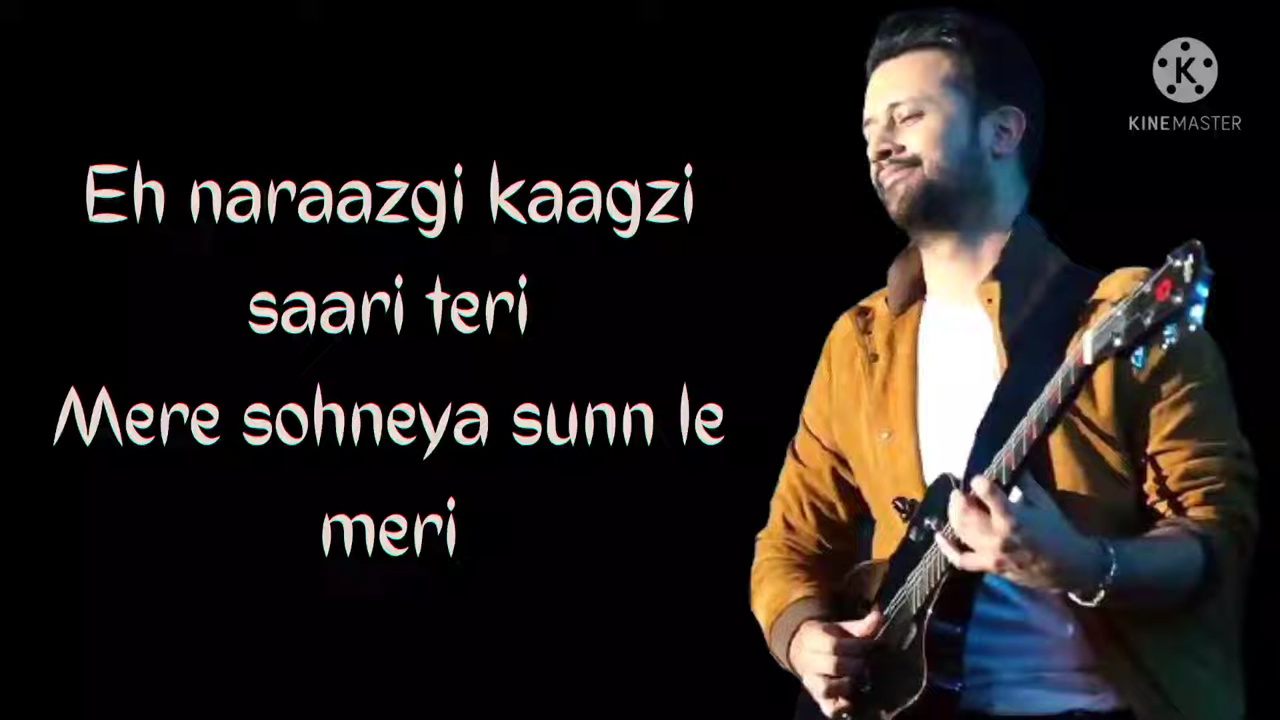 Eh naraazgi kaagzi
saari teri
Mere sohneya sunn le
meri
K
KINEMASTER